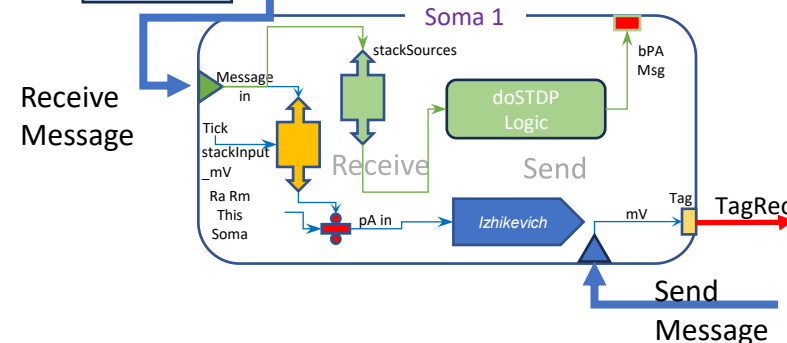 Soma 1
stackSources
bPA
Msg
Message
in
Receive
Message
doSTDP
Logic
Tick
stackInput
_mV
Receive
Send
Ra Rm
This
Soma
pA in
Izhikevich
mV
Tag
TagRec
Send
Message